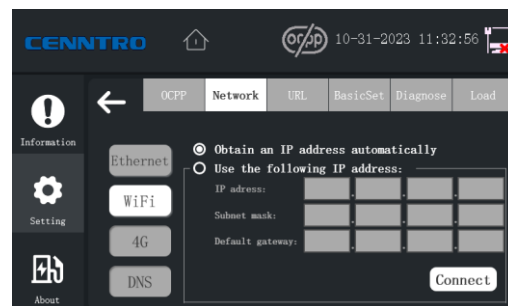 CENNTRO
ocpp 10-31-2023 11:32:56
OCPP Network URL BasicSet Diagnose Load
Information
Setting
About
Ethernet
WiFi
4G
DNS
Obtain an IP address automatically
Use the following IP address:
IP adress:
Subnet mask:
Default gateway:
Connect